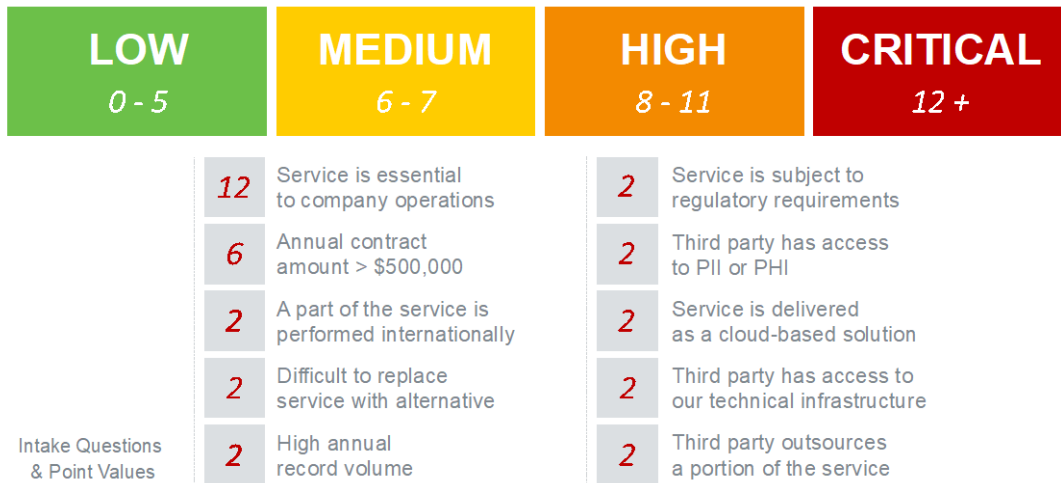 LOW
0 - 5
MEDIUM
6 - 7
HIGH
8 - 11
CRITICAL
12 +
12
Service is essential
to company operations
6
Annual contract
amount > $500,000
2
A part of the service is
performed internationally
2
Difficult to replace
service with alternative
2
High annual
record volume
2
Service is subject to
regulatory requirements
2
Third party has access
to PII or PHI
2
Service is delivered
as a cloud-based solution
2
Third party has access to
our technical infrastructure
2
Third party outsources
a portion of the service
Intake Questions
& Point Values